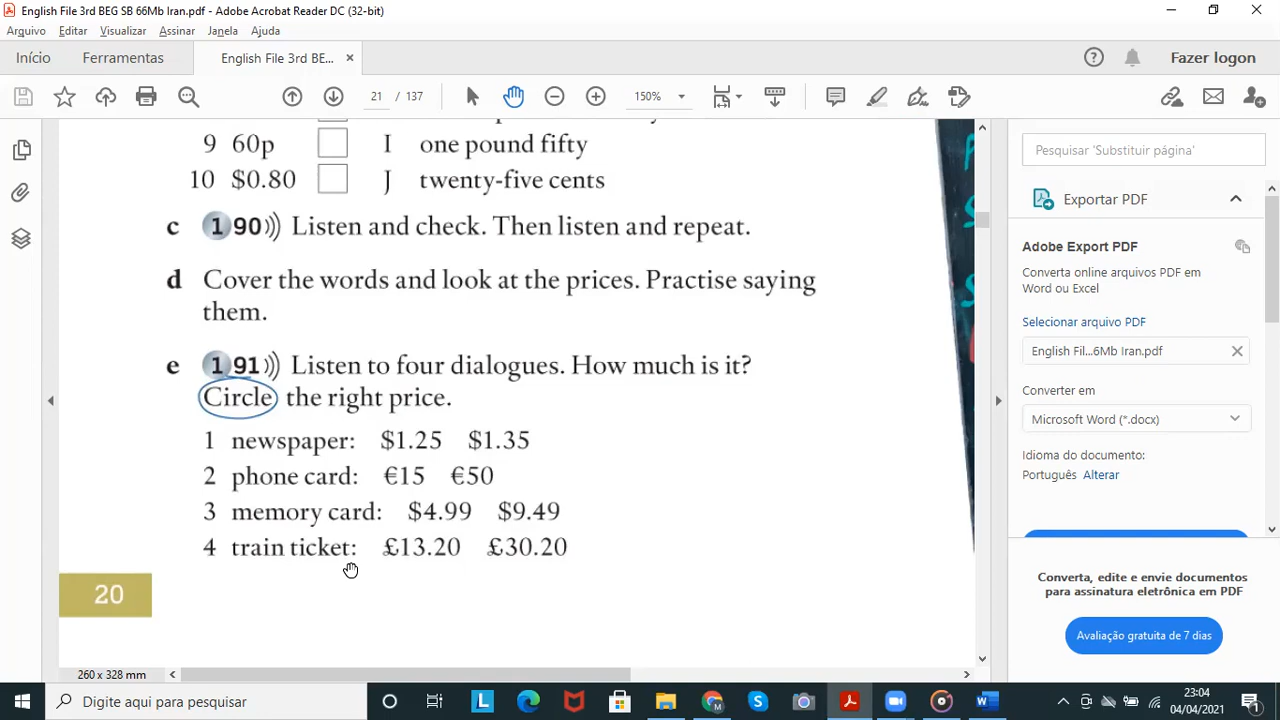 English File 3rd BEG SB 66Mb Iran.pdf - Adobe Acrobat Reader DC (32-bit)
Arquivo Editar Visualizar Assinar Janela Ajuda
Início Ferramentas English File 3rd BE... × Fazer logon
21 / 137 150%
9 60p I one pound fifty
10 $0.80 J twenty-five cents
c 1 90 Listen and check. Then listen and repeat.
d Cover the words and look at the prices. Practise saying
them.
e 1 91 Listen to four dialogues. How much is it?
Circle the right price.
1 newspaper: $1.25 $1.35
2 phone card: €15 €50
3 memory card: $4.99 $9.49
4 train ticket: £13.20 £30.20
20
260 x 328 mm
Pesquisar 'Substituir página'
Exportar PDF
Adobe Export PDF
Converta online arquivos PDF em
Word ou Excel
Selecionar arquivo PDF
English Fil...6Mb Iran.pdf
Converter em
Microsoft Word (*.docx)
Idioma do documento:
Português Alterar
Converta, edite e envie documentos
para assinatura eletrônica em PDF
Avaliação gratuita de 7 dias
Digite aqui para pesquisar
23:04
04/04/2021